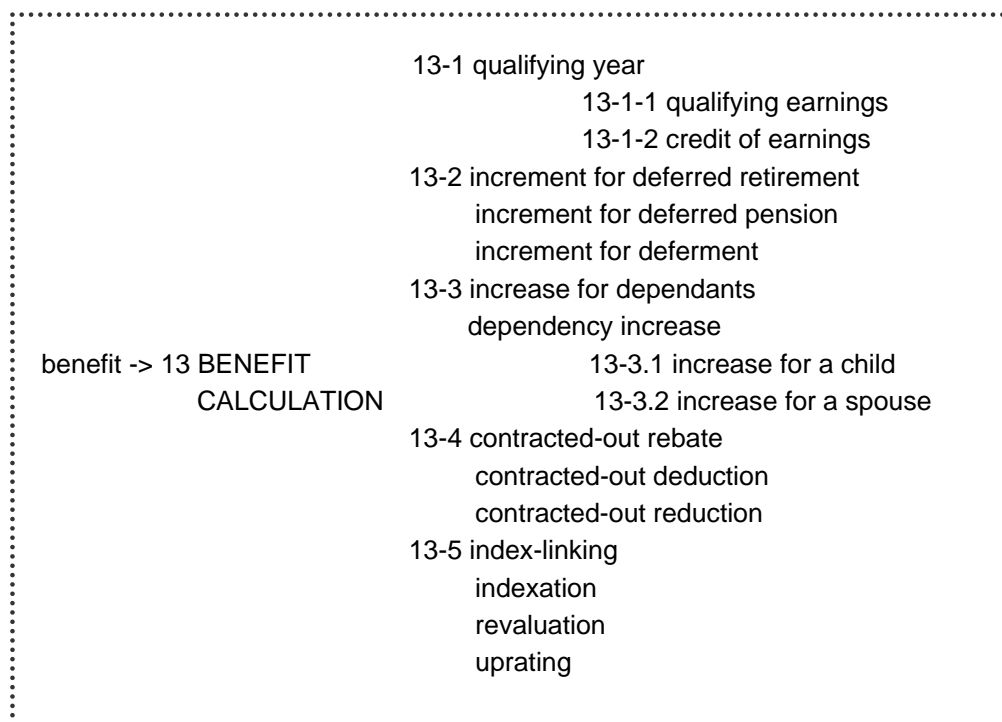 13-1 qualifying year
13-1-1 qualifying earnings
13-1-2 credit of earnings
13-2 increment for deferred retirement
increment for deferred pension
increment for deferment
13-3 increase for dependants
dependency increase
benefit -> 13 BENEFIT 13-3.1 increase for a child
CALCULATION 13-3.2 increase for a spouse
13-4 contracted-out rebate
contracted-out deduction
contracted-out reduction
13-5 index-linking
indexation
revaluation
uprating